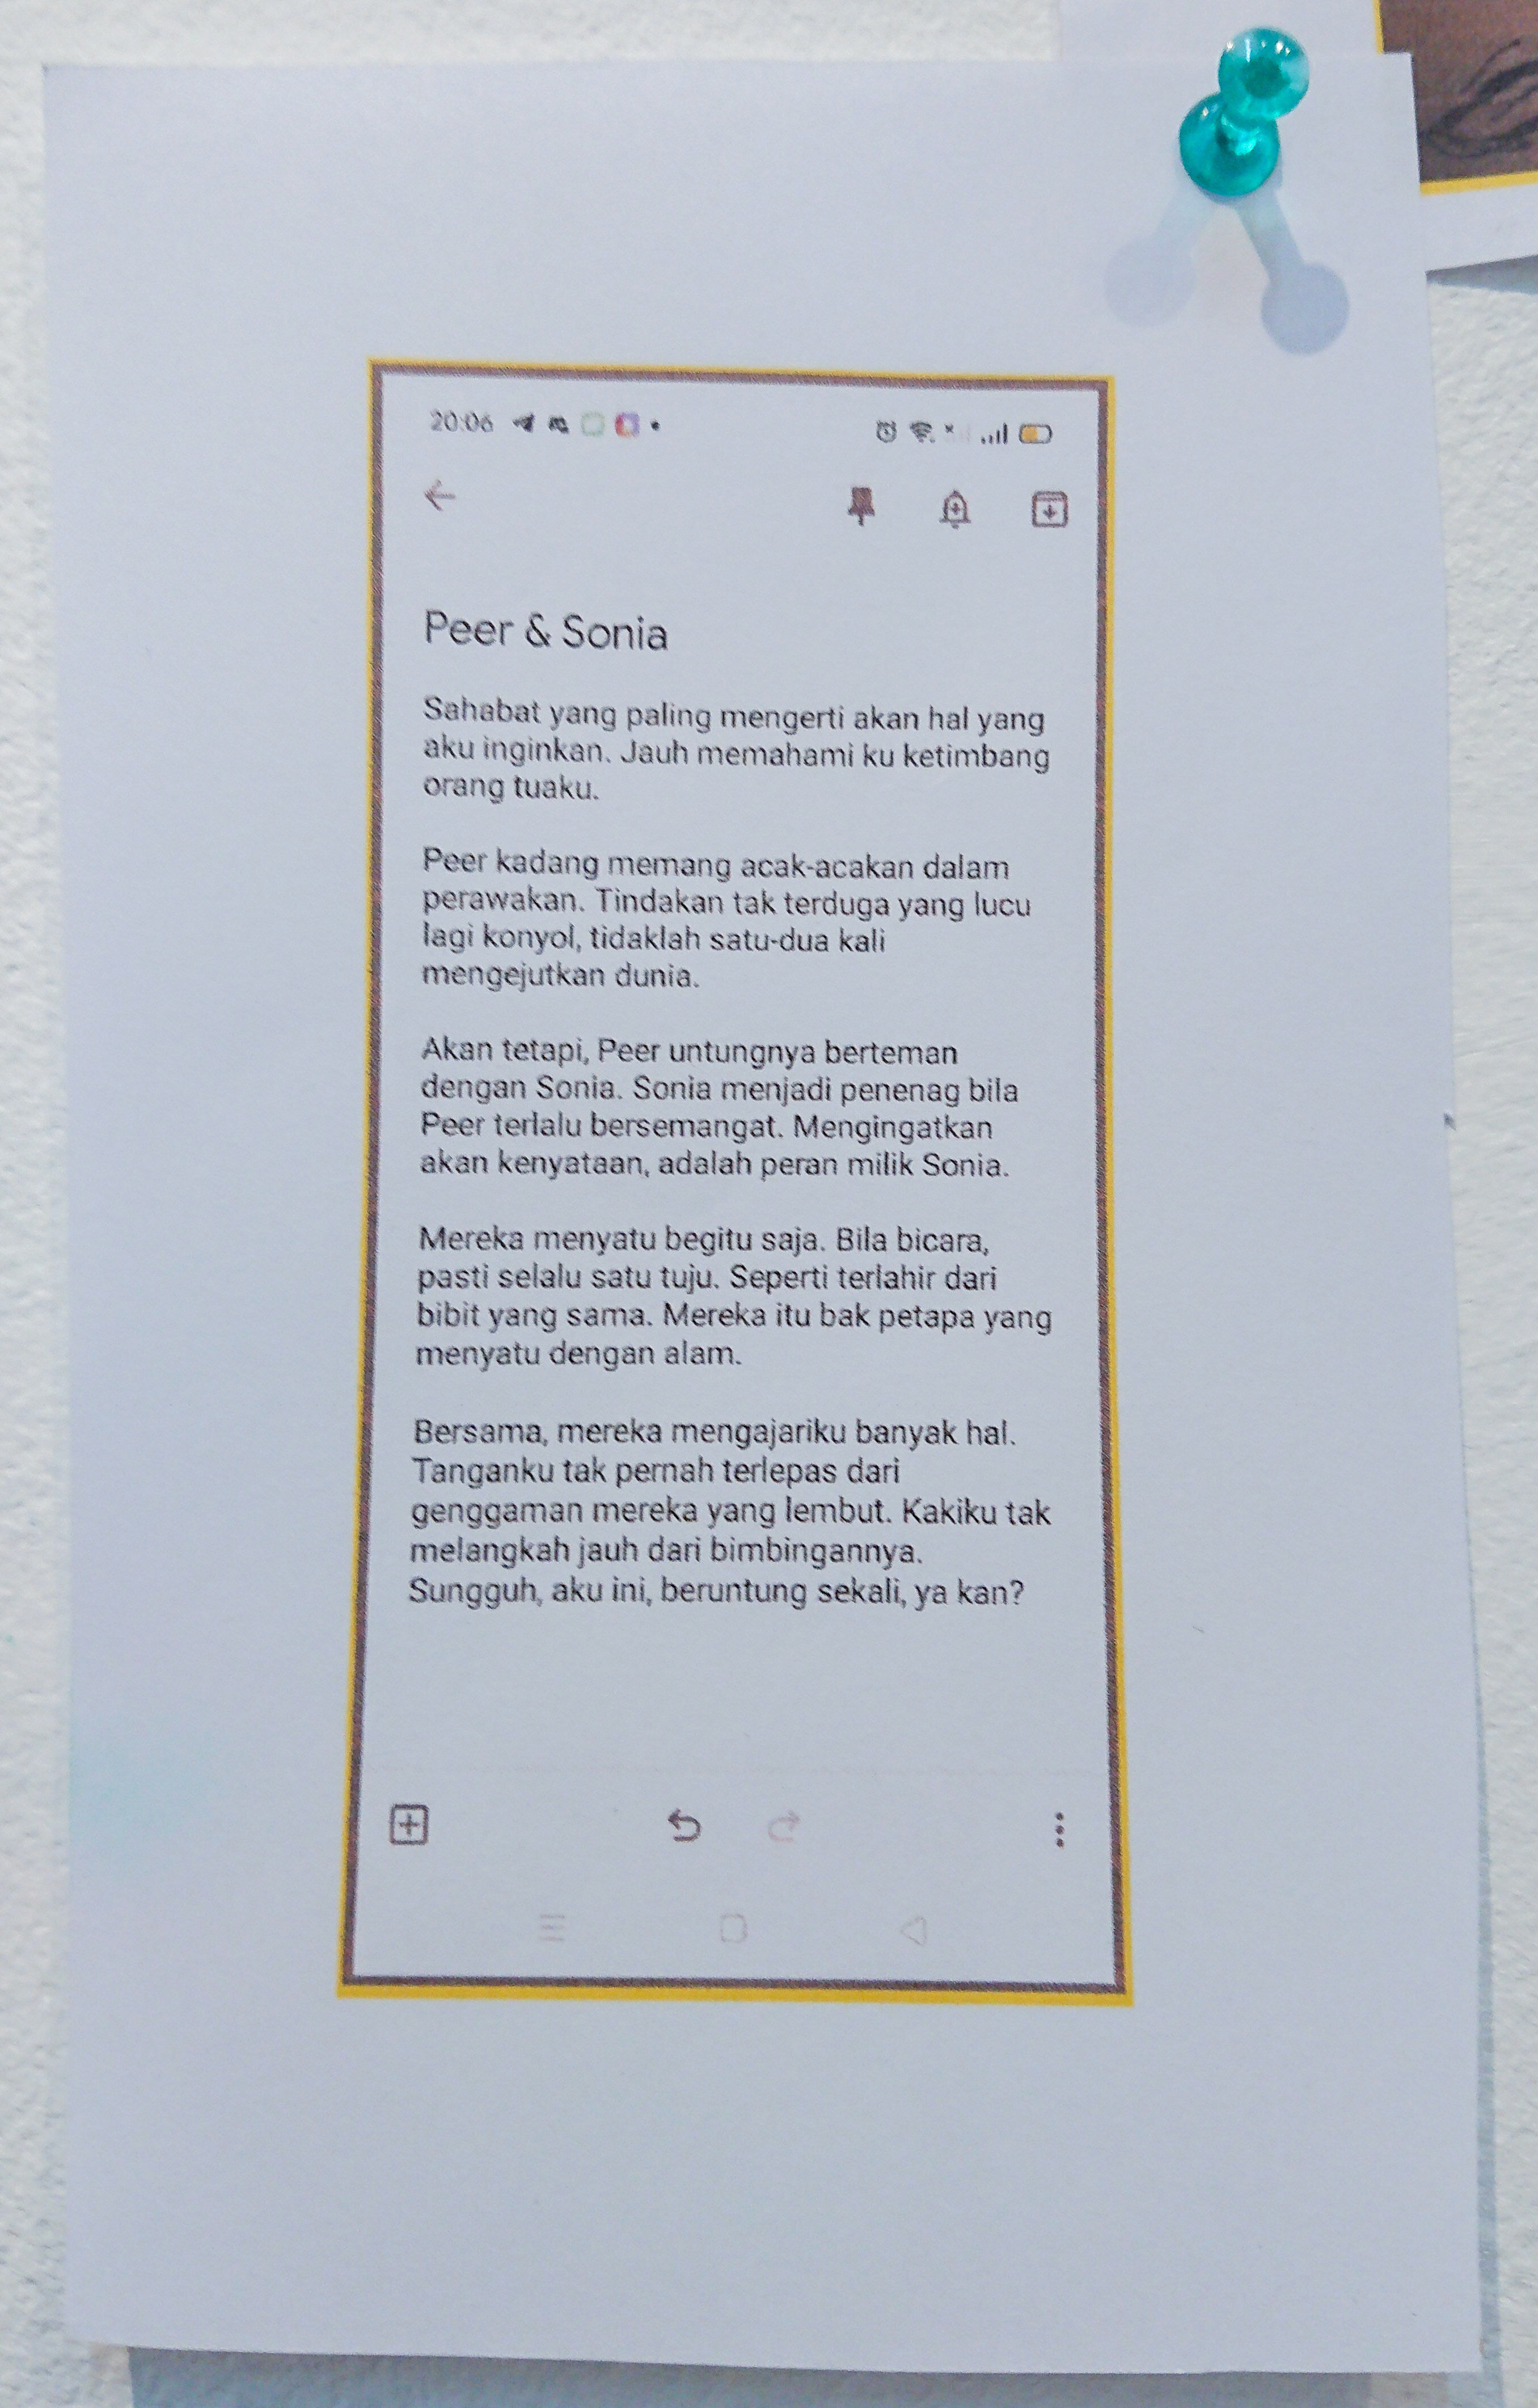 20:06
Peer & Sonia
Sahabat yang paling mengerti akan hal yang
aku inginkan. Jauh memahami ku ketimbang
orang tuaku.
Peer kadang memang acak-acakan dalam
perawakan. Tindakan tak terduga yang lucu
lagi konyol, tidaklah satu-dua kali
mengejutkan dunia.
Akan tetapi, Peer untungnya berteman
dengan Sonia. Sonia menjadi penenag bila
Peer terlalu bersemangat. Mengingatkan
akan kenyataan, adalah peran milik Sonia.
Mereka menyatu begitu saja. Bila bicara,
pasti selalu satu tuju. Seperti terlahir dari
bibit yang sama. Mereka itu bak petapa yang
menyatu dengan alam.
Bersama, mereka mengajariku banyak hal.
Tanganku tak pernah terlepas dari
genggaman mereka yang lembut. Kakiku tak
melangkah jauh dari bimbingannya.
Sungguh, aku ini, beruntung sekali, ya kan?